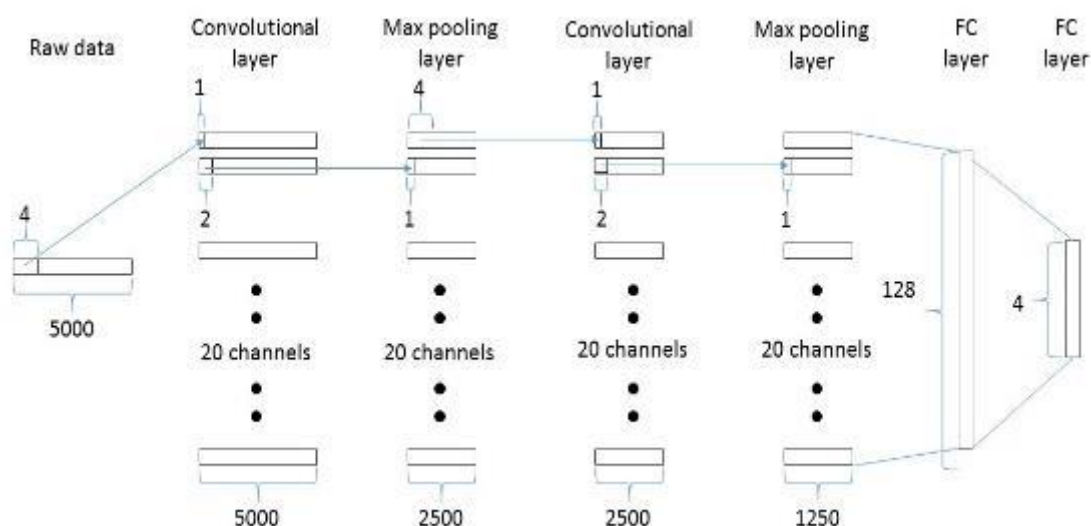 Raw data
Convolutional
layer
Max pooling
layer
Convolutional
layer
Max pooling
layer
FC
layer
FC
layer
1
4
1
2
1
2
1
4
5000
128
4
20 channels
20 channels
20 channels
20 channels
5000
2500
2500
1250